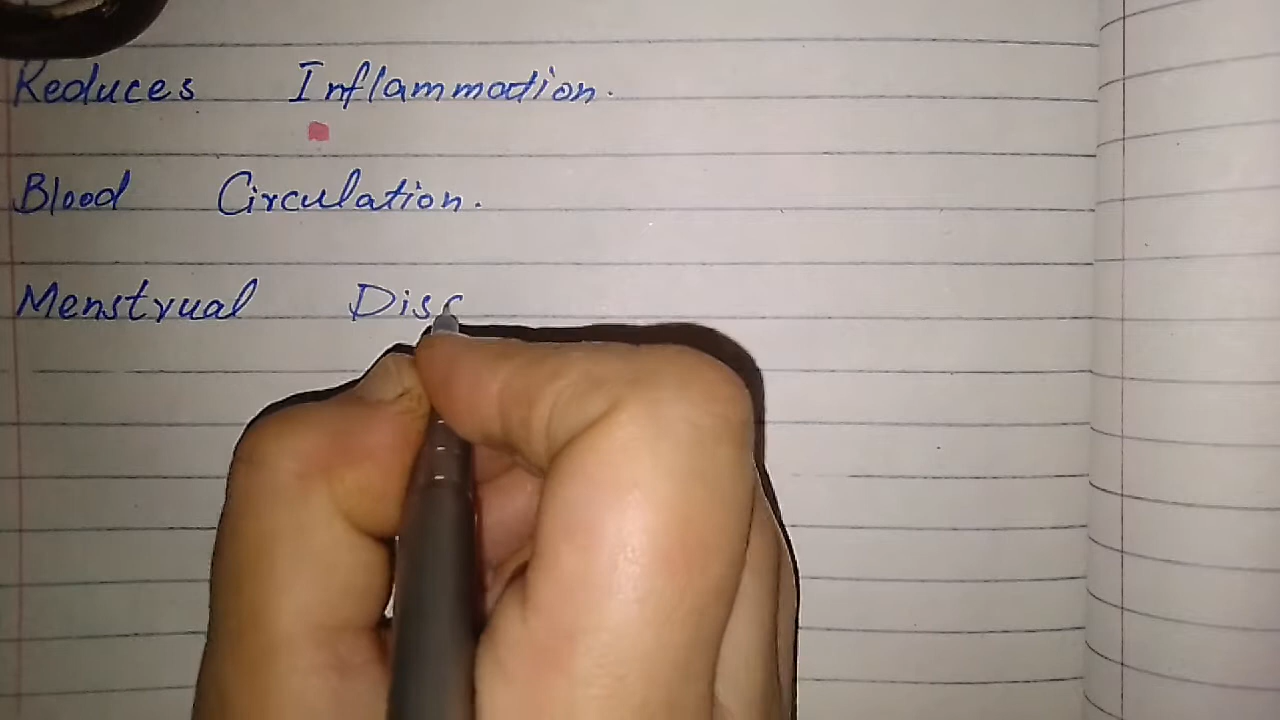 Reduces Inflammation.
Blood Circulation.
Menstrual Disc